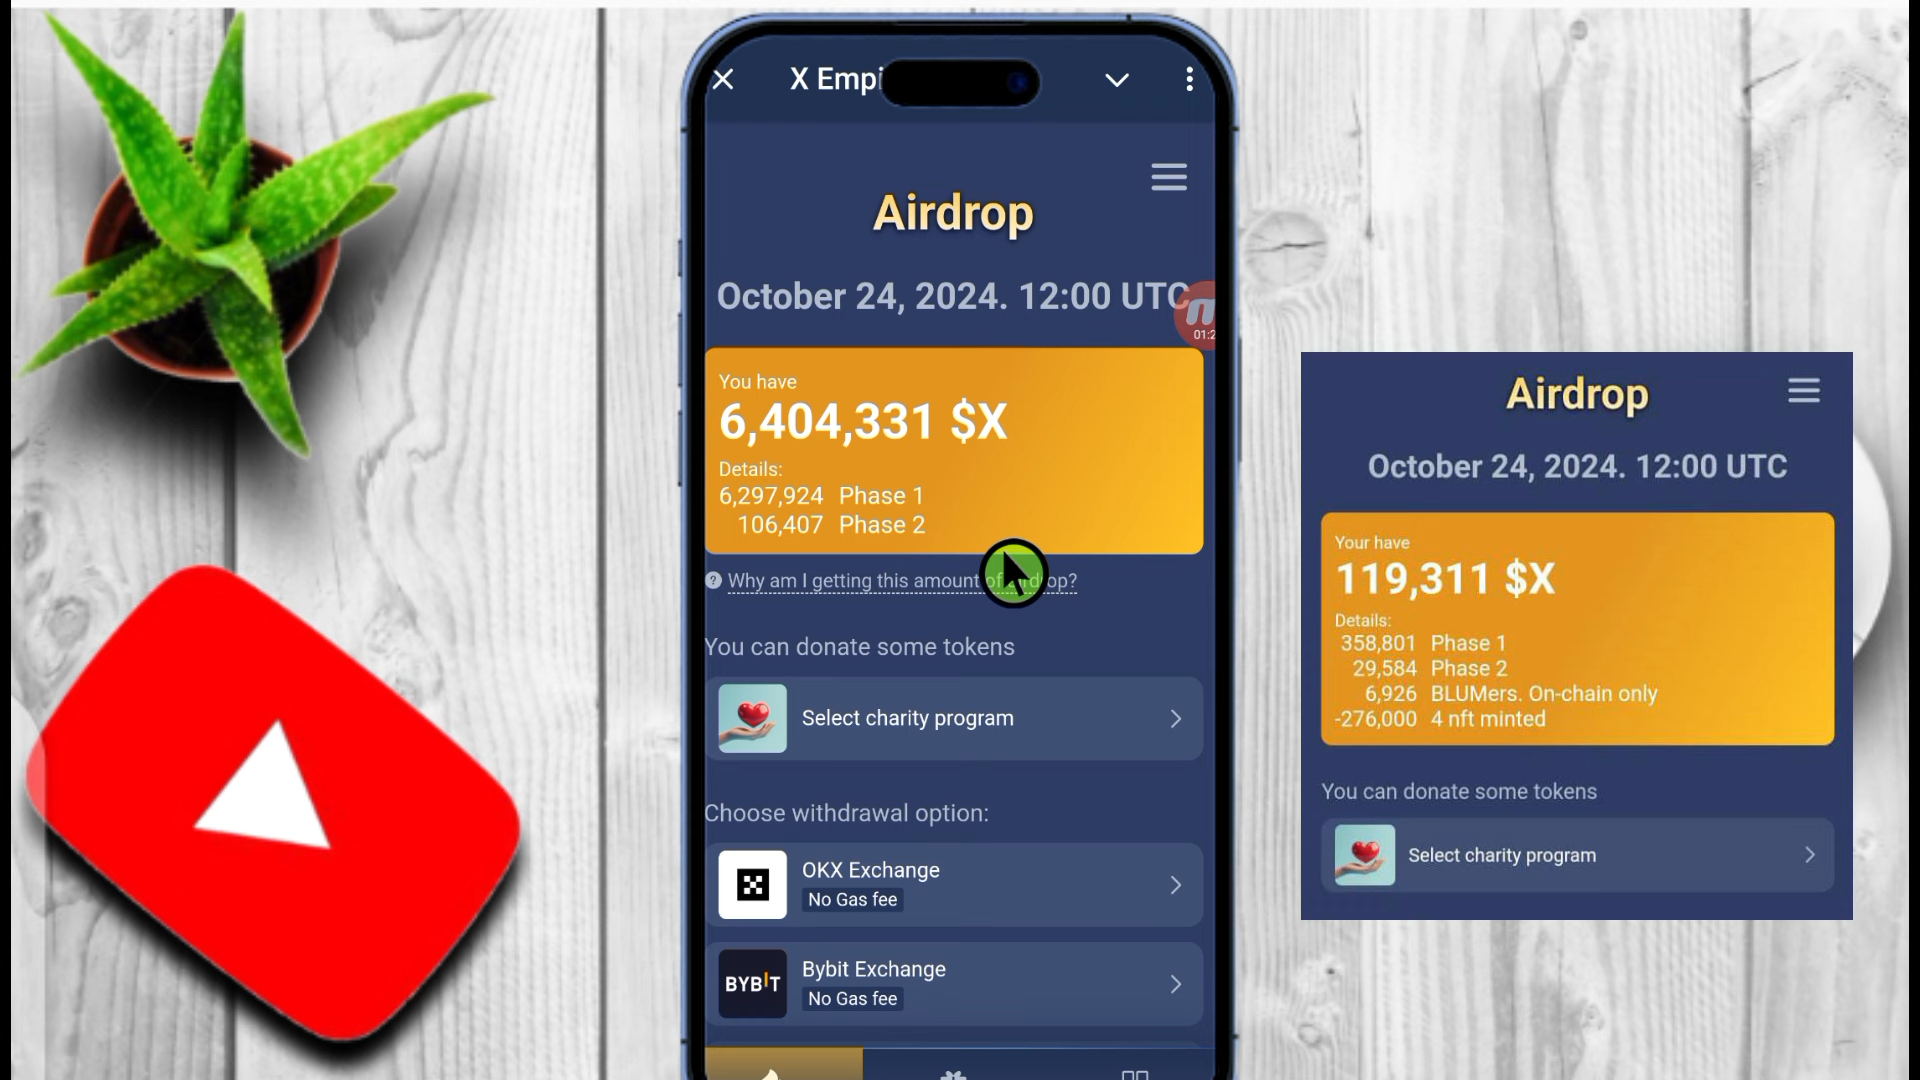 X Empi
Airdrop
October 24, 2024. 12:00 UTC
01:2
You have
6,404,331 $X
Details:
6,297,924 Phase 1
106,407 Phase 2
Why am I getting this amount of airdrop?
You can donate some tokens
Select charity program
Choose withdrawal option:
OKX Exchange
No Gas fee
BYBIT
Bybit Exchange
No Gas fee
Airdrop
October 24, 2024. 12:00 UTC
Your have
119,311 $X
Details:
358,801 Phase 1
29,584 Phase 2
6,926 BLUMers. On-chain only
-276,000 4 nft minted
You can donate some tokens
Select charity program